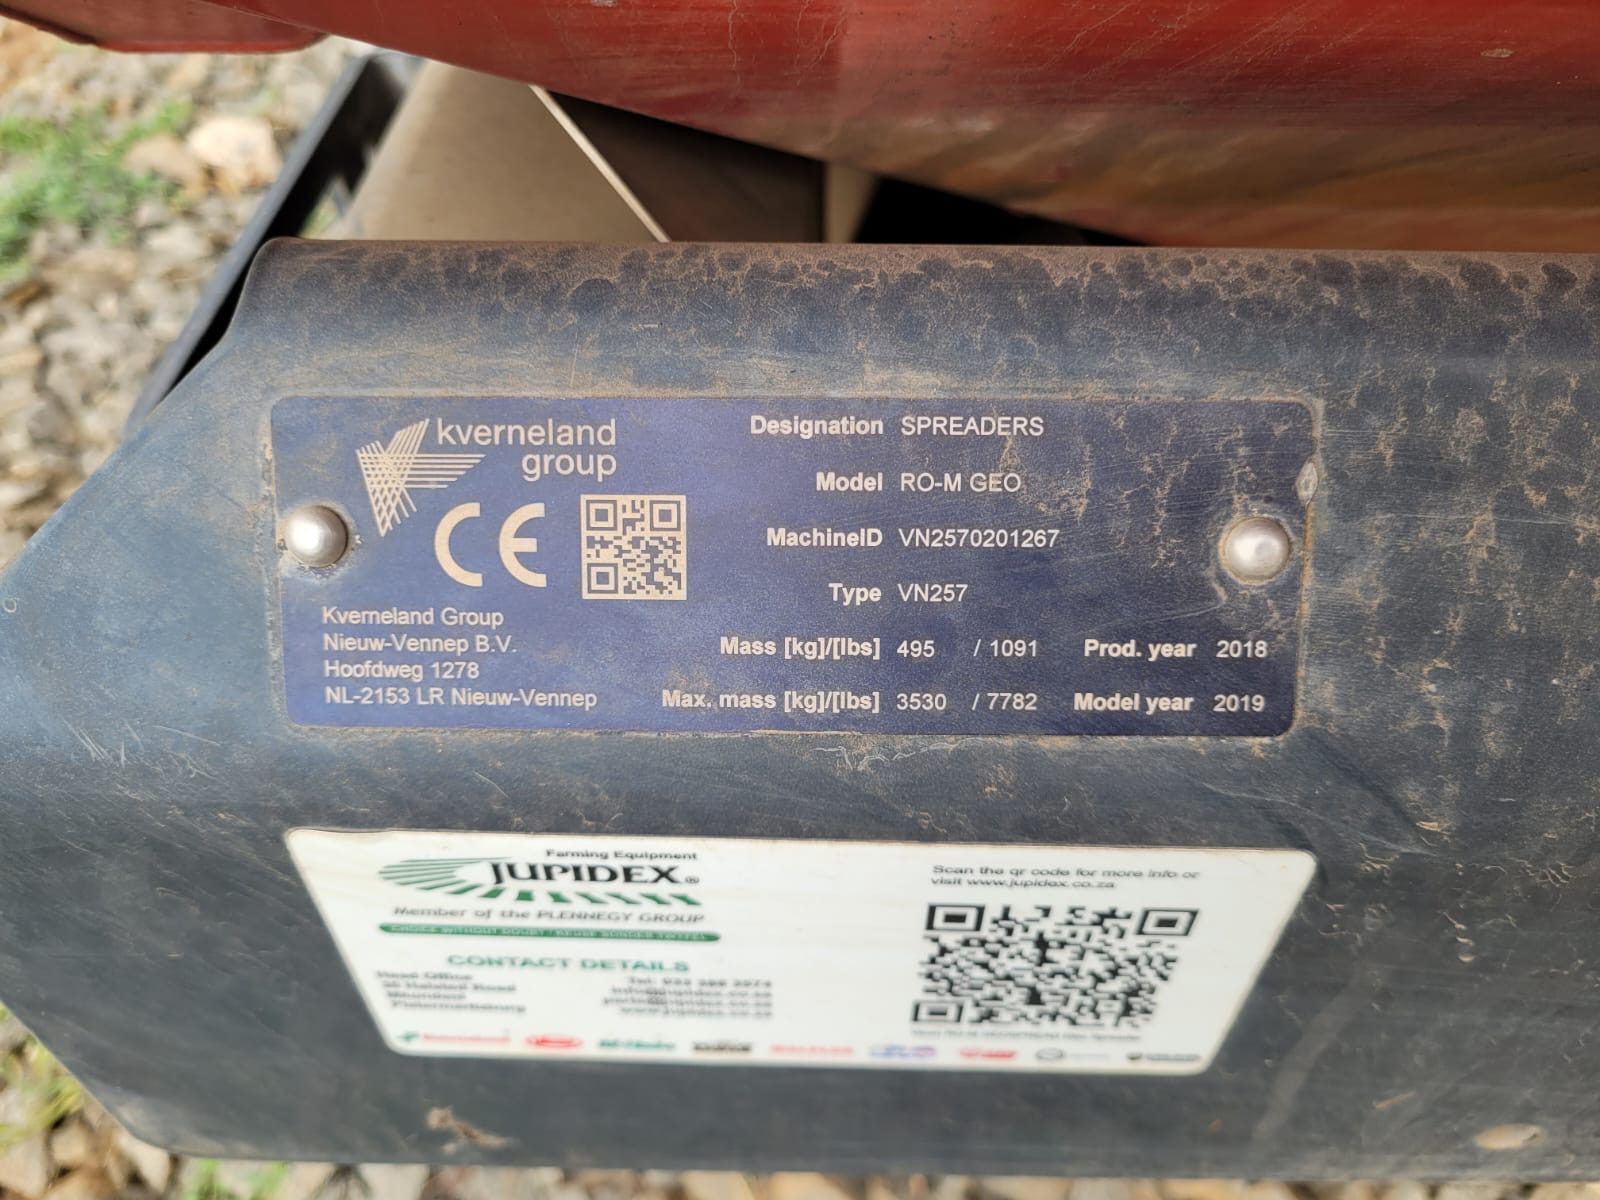 kverneland
group
CE
Kverneland Group
Nieuw-Vennep B.V.
Hoofdweg 1278
NL-2153 LR Nieuw-Vennep
Designation SPREADERS
Model RO-M GEO
MachineID VN2570201267
Type VN257
Mass [kg]/[lbs] 495 / 1091 Prod. year 2018
Max. mass [kg]/[lbs] 3530 / 7782 Model year 2019
Farming Equipment
JUPIDEX®
Member of the PLENNEGY GROUP
CONTACT DETAILS
Head Office
Pietermaritzburg
Scan the qr code for more info or
visit www.jupidex.co.za